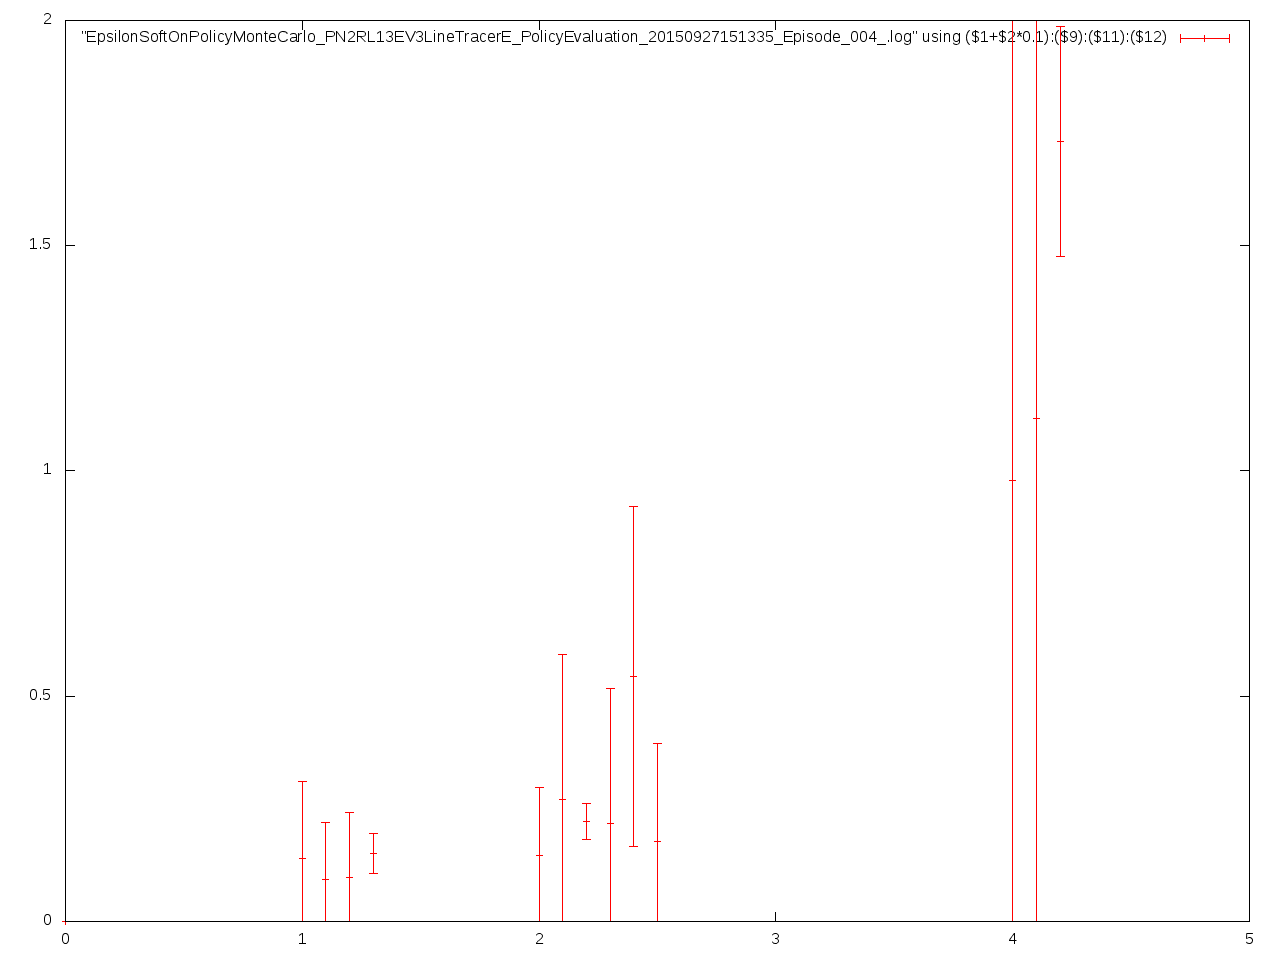 2
"EpsilonSoftOnPolicyMonteCarlo_PN2RL13EV3LineTracerE_PolicyEvaluation_20150927151335_Episode_004_.log" using ($1+$2*0.1):($9):($11):($12)
1.5
1
0.5
0
0 1 2 3 4 5